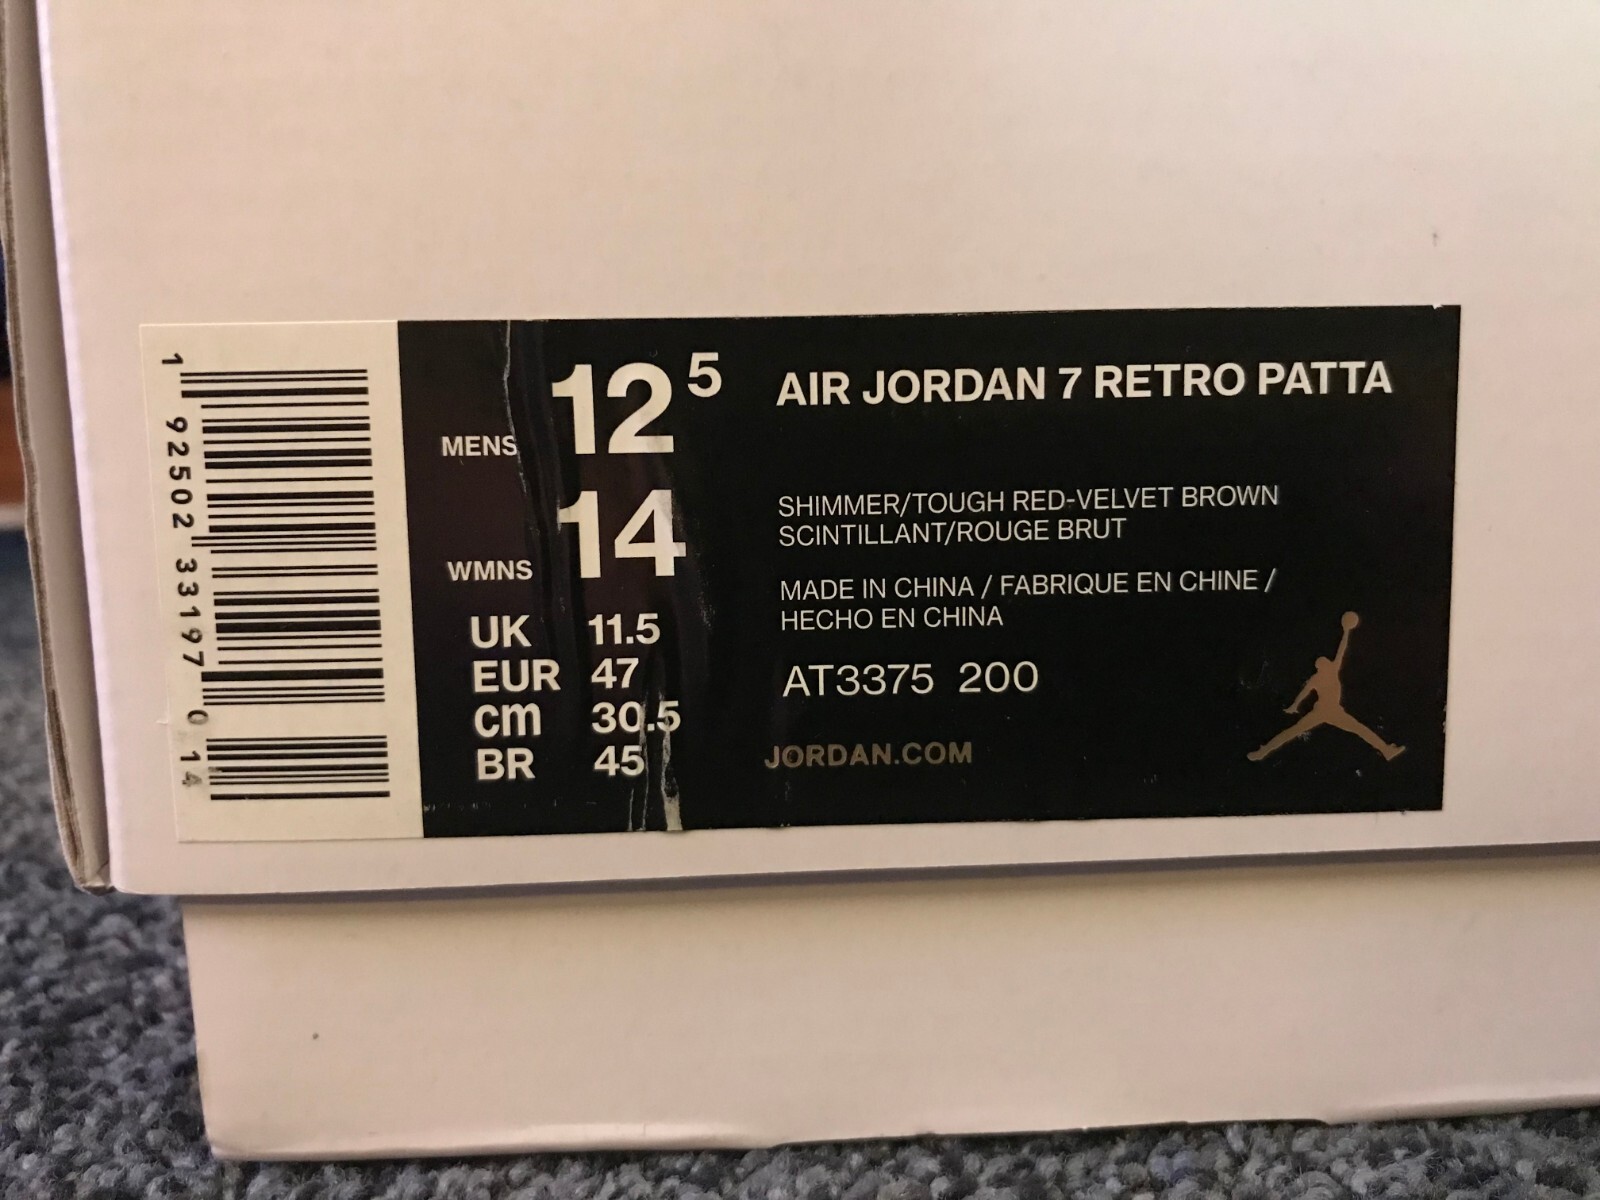 1 92502 33197 0 14
MENS 12 5
WMNS 14
UK 11.5
EUR 47
cm 30.5
BR 45
AIR JORDAN 7 RETRO PATTA
SHIMMER/TOUGH RED-VELVET BROWN
SCINTILLANT/ROUGE BRUT
MADE IN CHINA / FABRIQUE EN CHINE /
HECHO EN CHINA
AT3375 200
JORDAN.COM